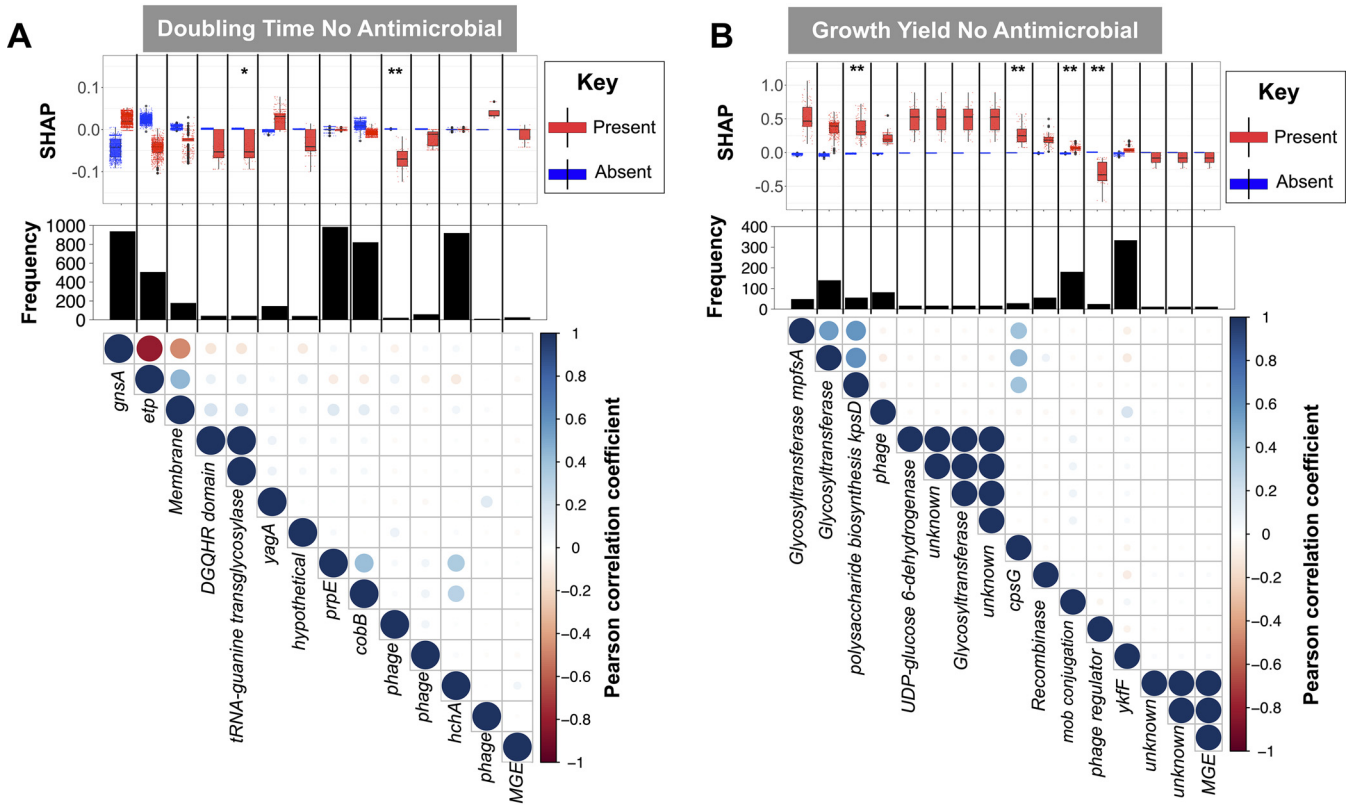 A
Doubling Time No Antimicrobial
SHAP
0.1
0.0
-0.1
*
**
Key
Present
Absent
Frequency
1000
800
600
400
200
0
gnsA
etp
Membrane
DGQHR domain
tRNA-guanine transglycosylase
yagA
hypothetical
prpE
cobB
phage
phage
hchA
phage
MGE
1
0.8
0.6
0.4
0.2
0
−0.2
−0.4
−0.6
−0.8
−1
Pearson correlation coefficient
B
Growth Yield No Antimicrobial
SHAP
1.0
0.5
0.0
-0.5
**
**
**
**
Key
Present
Absent
Frequency
400
300
200
100
0
Glycosyltransferase mpfsA
Glycosyltransferase
polysaccharide biosynthesis kpsD
phage
UDP-glucose 6-dehydrogenase
unknown
Glycosyltransferase
unknown
cpsG
Recombinase
mob conjugation
phage regulator
ykfF
unknown
unknown
MGE
1
0.8
0.6
0.4
0.2
0
−0.2
−0.4
−0.6
−0.8
−1
Pearson correlation coefficient